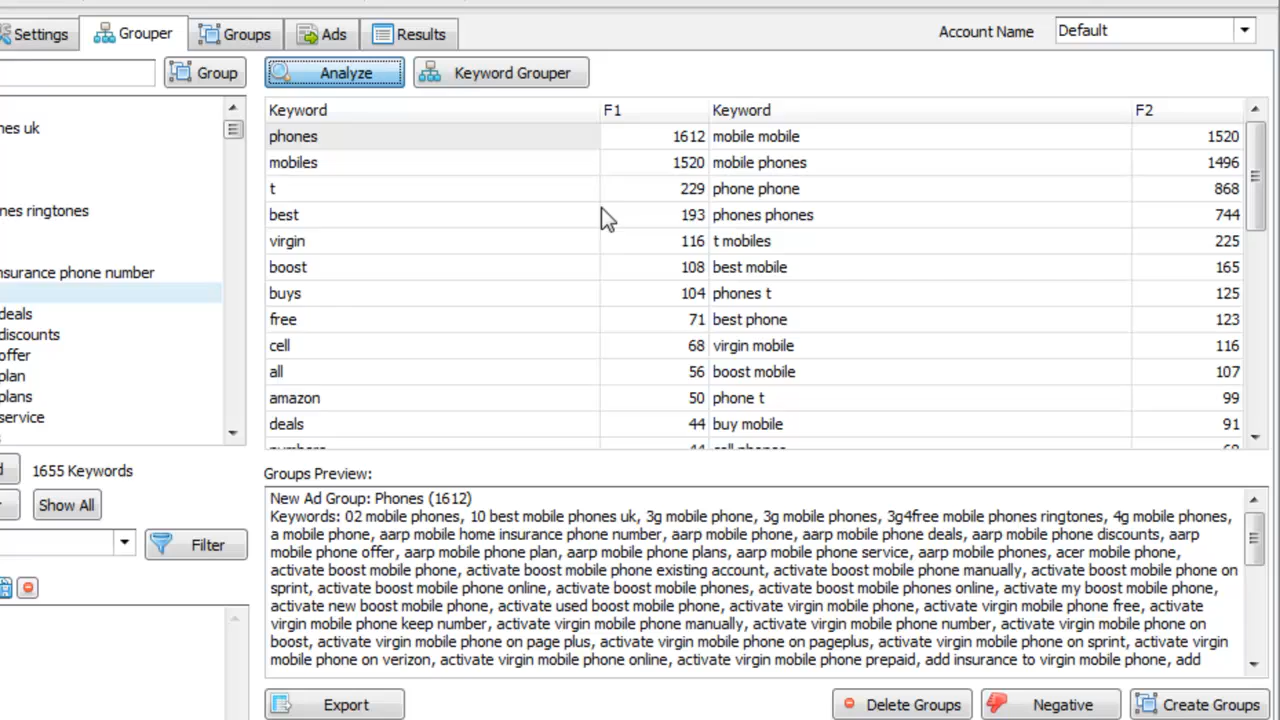 Settings Grouper Groups Ads Results Account Name Default
Group Analyze Keyword Grouper
Keyword F1 Keyword F2
phones 1612 mobile mobile 1520
mobiles 1520 mobile phones 1496
t 229 phone phone 868
best 193 phones phones 744
virgin 116 t mobiles 225
boost 108 best mobile 165
buys 104 phones t 125
free 71 best phone 123
cell 68 virgin mobile 116
all 56 boost mobile 107
amazon 50 phone t 99
deals 44 buy mobile 91
nes uk
nes ringtones
nsurance phone number
deals
discounts
offer
plan
plans
service
1655 Keywords
Show All
Filter
Groups Preview:
New Ad Group: Phones (1612)
Keywords: 02 mobile phones, 10 best mobile phones uk, 3g mobile phone, 3g mobile phones, 3g4free mobile phones ringtones, 4g mobile phones,
a mobile phone, aarp mobile home insurance phone number, aarp mobile phone, aarp mobile phone deals, aarp mobile phone discounts, aarp
mobile phone offer, aarp mobile phone plan, aarp mobile phone plans, aarp mobile phone service, aarp mobile phones, acer mobile phone,
activate boost mobile phone, activate boost mobile phone existing account, activate boost mobile phone manually, activate boost mobile phone on
sprint, activate boost mobile phone online, activate boost mobile phones, activate boost mobile phones online, activate my boost mobile phone,
activate new boost mobile phone, activate used boost mobile phone, activate virgin mobile phone, activate virgin mobile phone free, activate
virgin mobile phone keep number, activate virgin mobile phone manually, activate virgin mobile phone number, activate virgin mobile phone on
boost, activate virgin mobile phone on page plus, activate virgin mobile phone on pageplus, activate virgin mobile phone on sprint, activate virgin
mobile phone on verizon, activate virgin mobile phone online, activate virgin mobile phone prepaid, add insurance to virgin mobile phone, add
Export Delete Groups Negative Create Groups